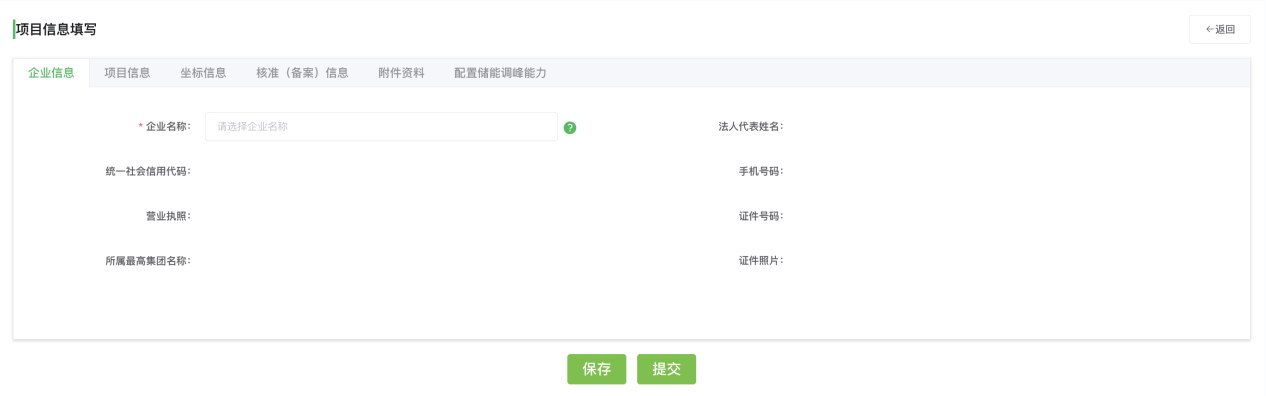 项目信息填写
←返回
企业信息 项目信息 坐标信息 核准（备案）信息 附件资料 配置储能调峰能力
* 企业名称： 请选择企业名称 ? 法人代表姓名：
统一社会信用代码： 手机号码：
营业执照： 证件号码：
所属最高集团名称： 证件照片：
保存 提交